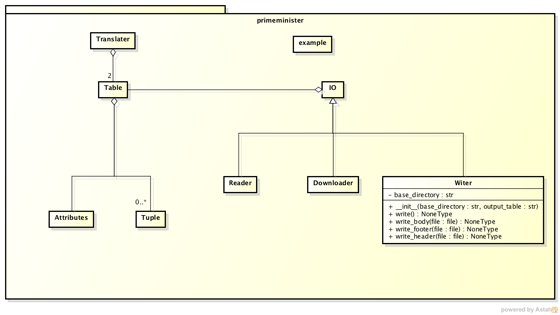 primeminister
Translater
example
2
Table
IO
Reader
Downloader
Witer
– base_directory : str
+ __init__(base_directory : str, output_table : str)
+ write() : NoneType
+ write_body(file : file) : NoneType
+ write_footer(file : file) : NoneType
+ write_header(file : file) : NoneType
0..*
Attributes
Tuple
powered by Astah